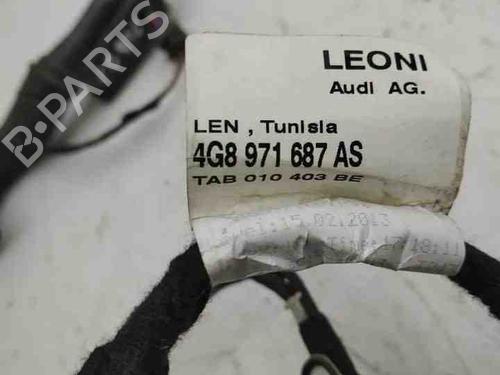 B-PARTS
LEONI
Audi AG.
LEN , Tunisia
4G8 971 687 AS
TAB 010 403 BE
15.02.2013